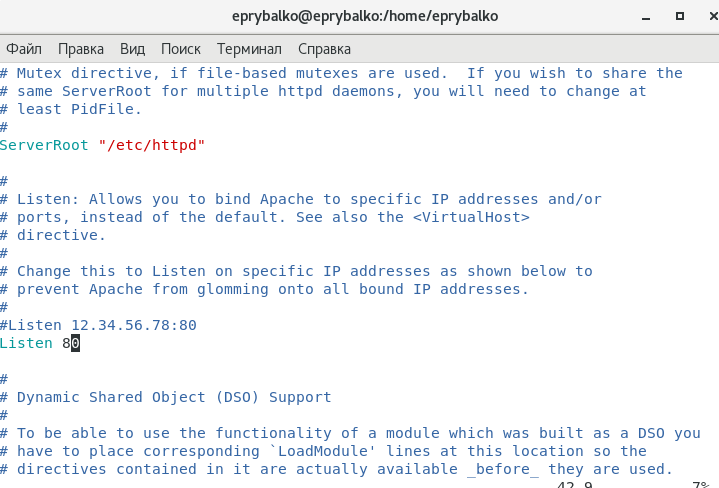 eprybalko@eprybalko:/home/eprybalko
Файл Правка Вид Поиск Терминал Справка
# Mutex directive, if file-based mutexes are used.  If you wish to share the
# same ServerRoot for multiple httpd daemons, you will need to change at
# least PidFile.
#
ServerRoot "/etc/httpd"
#
# Listen: Allows you to bind Apache to specific IP addresses and/or
# ports, instead of the default. See also the <VirtualHost>
# directive.
#
# Change this to Listen on specific IP addresses as shown below to
# prevent Apache from glomming onto all bound IP addresses.
#
#Listen 12.34.56.78:80
Listen 80
#
# Dynamic Shared Object (DSO) Support
#
# To be able to use the functionality of a module which was built as a DSO you
# have to place corresponding `LoadModule' lines at this location so the
# directives contained in it are actually available _before_ they are used.
42,9 7%